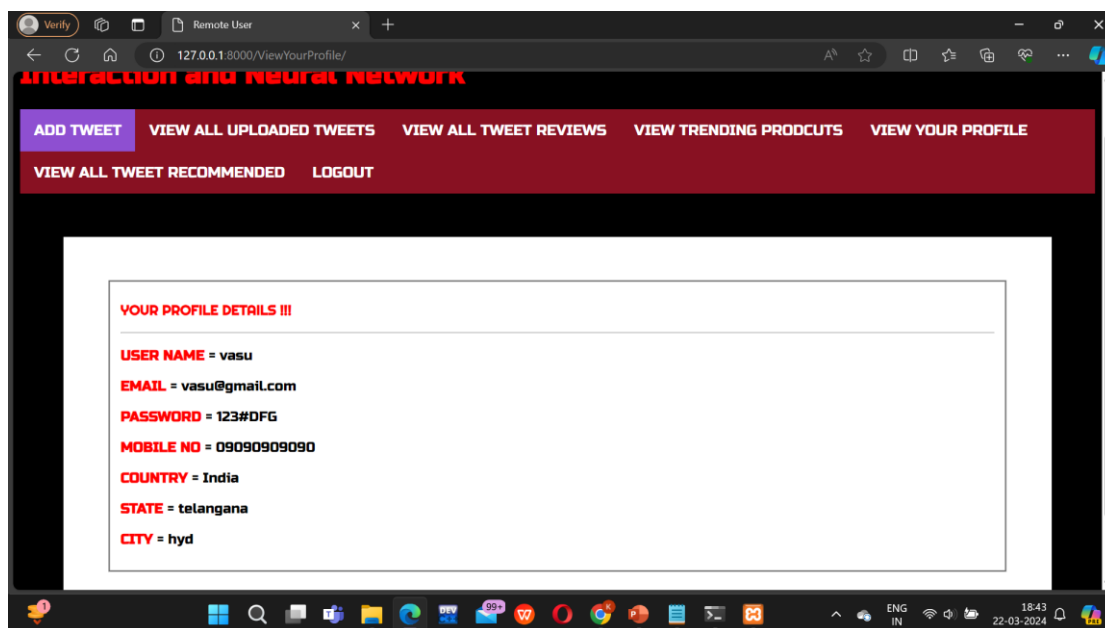 Verify
Remote User
127.0.0.1:8000/ViewYourProfile/
Interaction and Neural Network
ADD TWEET VIEW ALL UPLOADED TWEETS VIEW ALL TWEET REVIEWS VIEW TRENDING PRODCUTS VIEW YOUR PROFILE
VIEW ALL TWEET RECOMMENDED LOGOUT
YOUR PROFILE DETAILS !!!
USER NAME = vasu
EMAIL = vasu@gmail.com
PASSWORD = 123#DFG
MOBILE NO = 09090909090
COUNTRY = India
STATE = telangana
CITY = hyd
1
DEV
99+
ENG
IN
18:43
22-03-2024